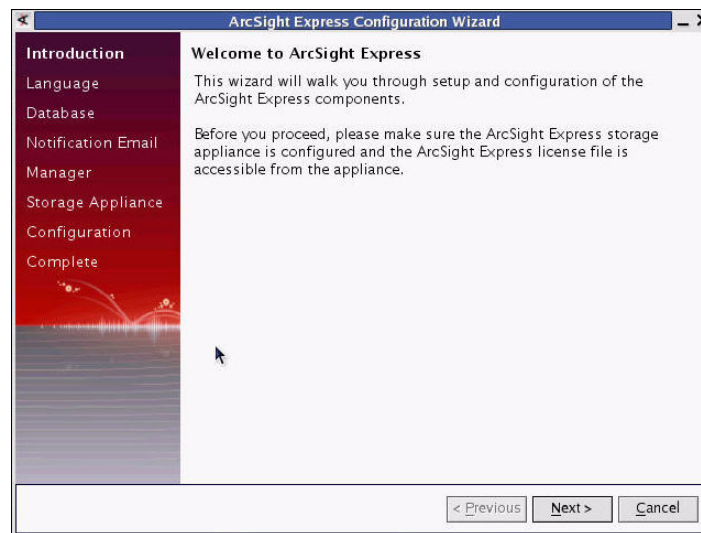 ArcSight Express Configuration Wizard
Introduction
Language
Database
Notification Email
Manager
Storage Appliance
Configuration
Complete
Welcome to ArcSight Express
This wizard will walk you through setup and configuration of the
ArcSight Express components.
Before you proceed, please make sure the ArcSight Express storage
appliance is configured and the ArcSight Express license file is
accessible from the appliance.
< Previous
Next >
Cancel